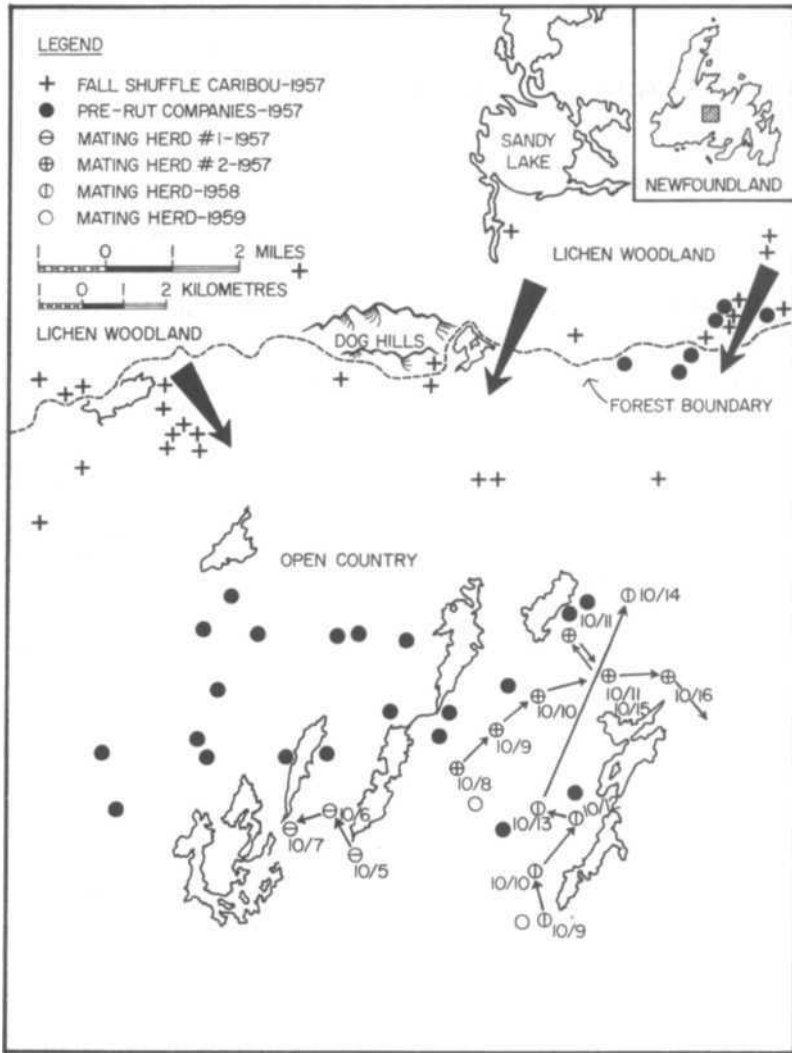 LEGEND
+ FALL SHUFFLE CARIBOU-1957
● PRE-RUT COMPANIES-1957
⊖ MATING HERD #1-1957
⊕ MATING HERD #2-1957
⦶ MATING HERD-1958
○ MATING HERD-1959
1 0 1 2 MILES
1 0 1 2 KILOMETRES
SANDY
LAKE
NEWFOUNDLAND
LICHEN WOODLAND
LICHEN WOODLAND
DOG HILLS
FOREST BOUNDARY
OPEN COUNTRY
10/14
10/11
10/11
10/15
10/16
10/10
10/9
10/8
10/6
10/7
10/5
10/13
10/10
10/9